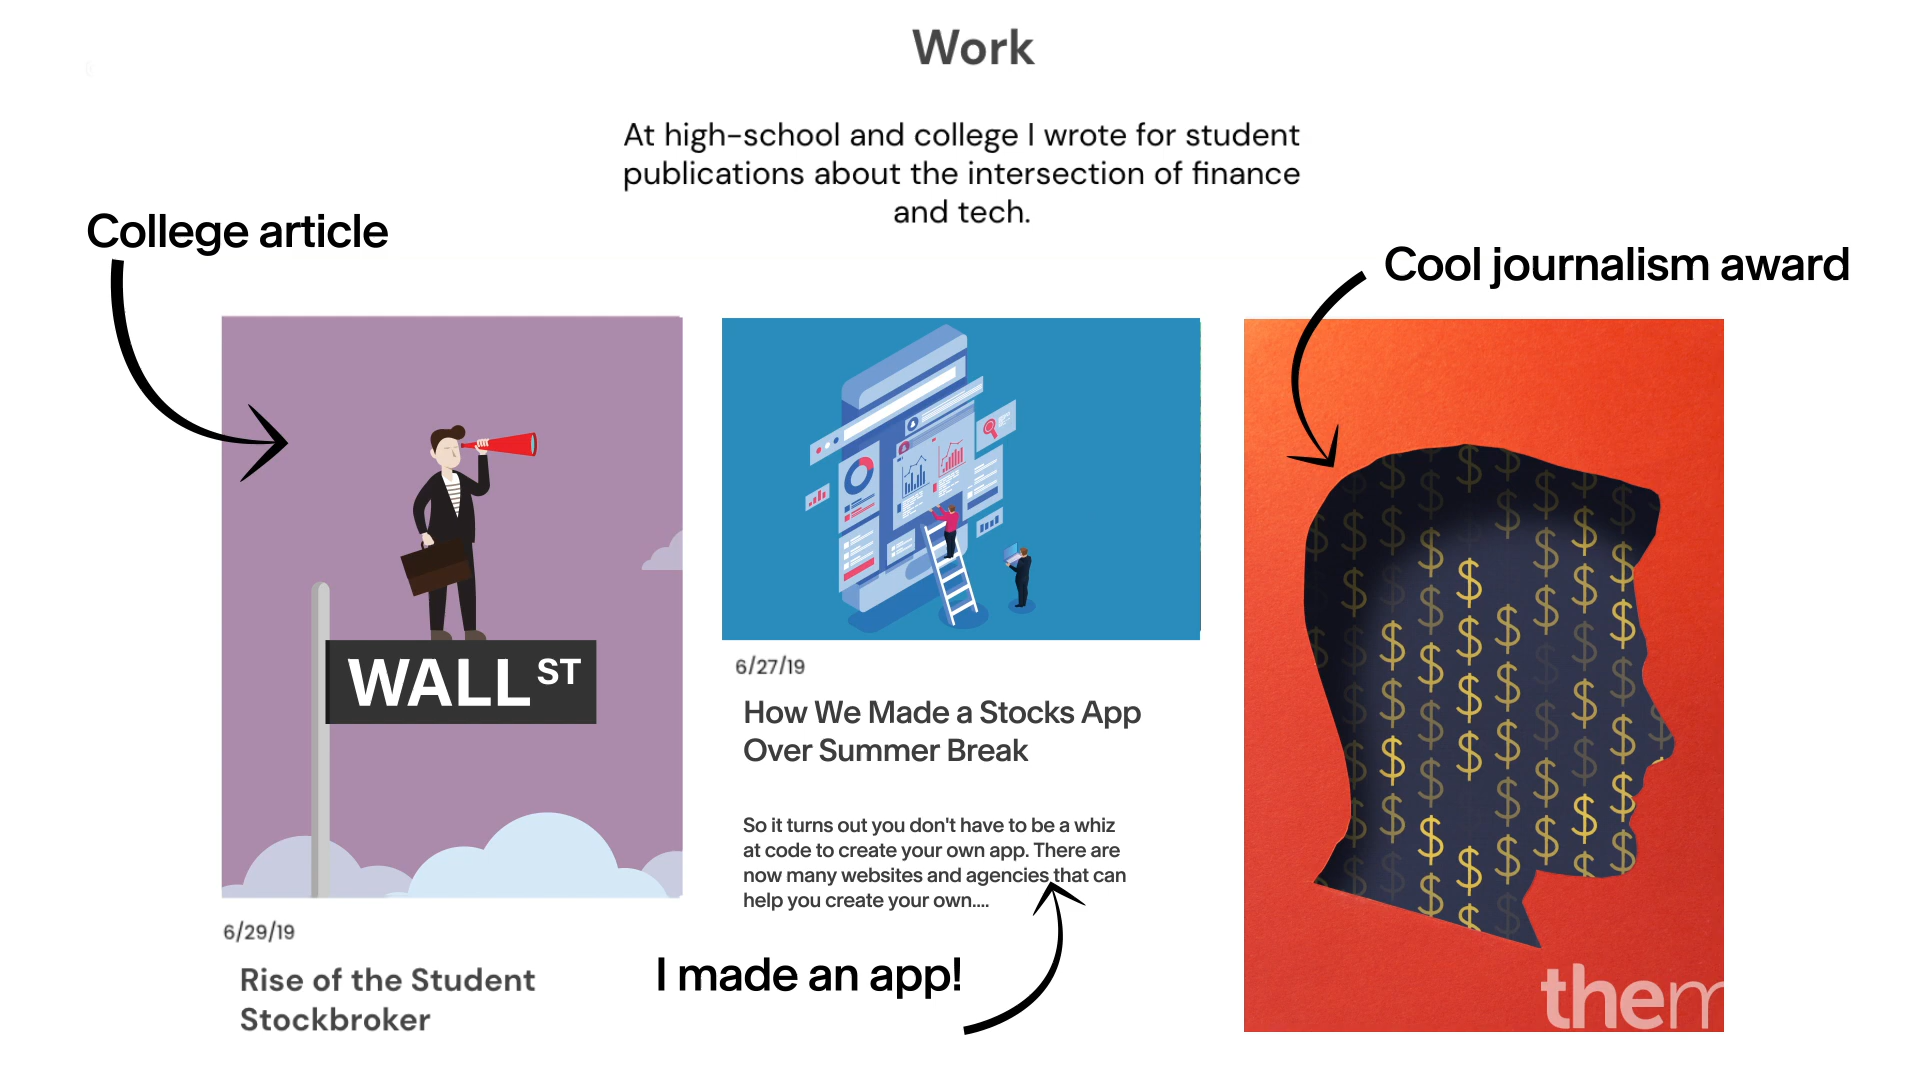 Work
At high-school and college I wrote for student
publications about the intersection of finance
and tech.
College article
Cool journalism award
WALL ST
6/29/19
Rise of the Student
Stockbroker
6/27/19
How We Made a Stocks App
Over Summer Break
So it turns out you don't have to be a whiz
at code to create your own app. There are
now many websites and agencies that can
help you create your own....
I made an app!
them